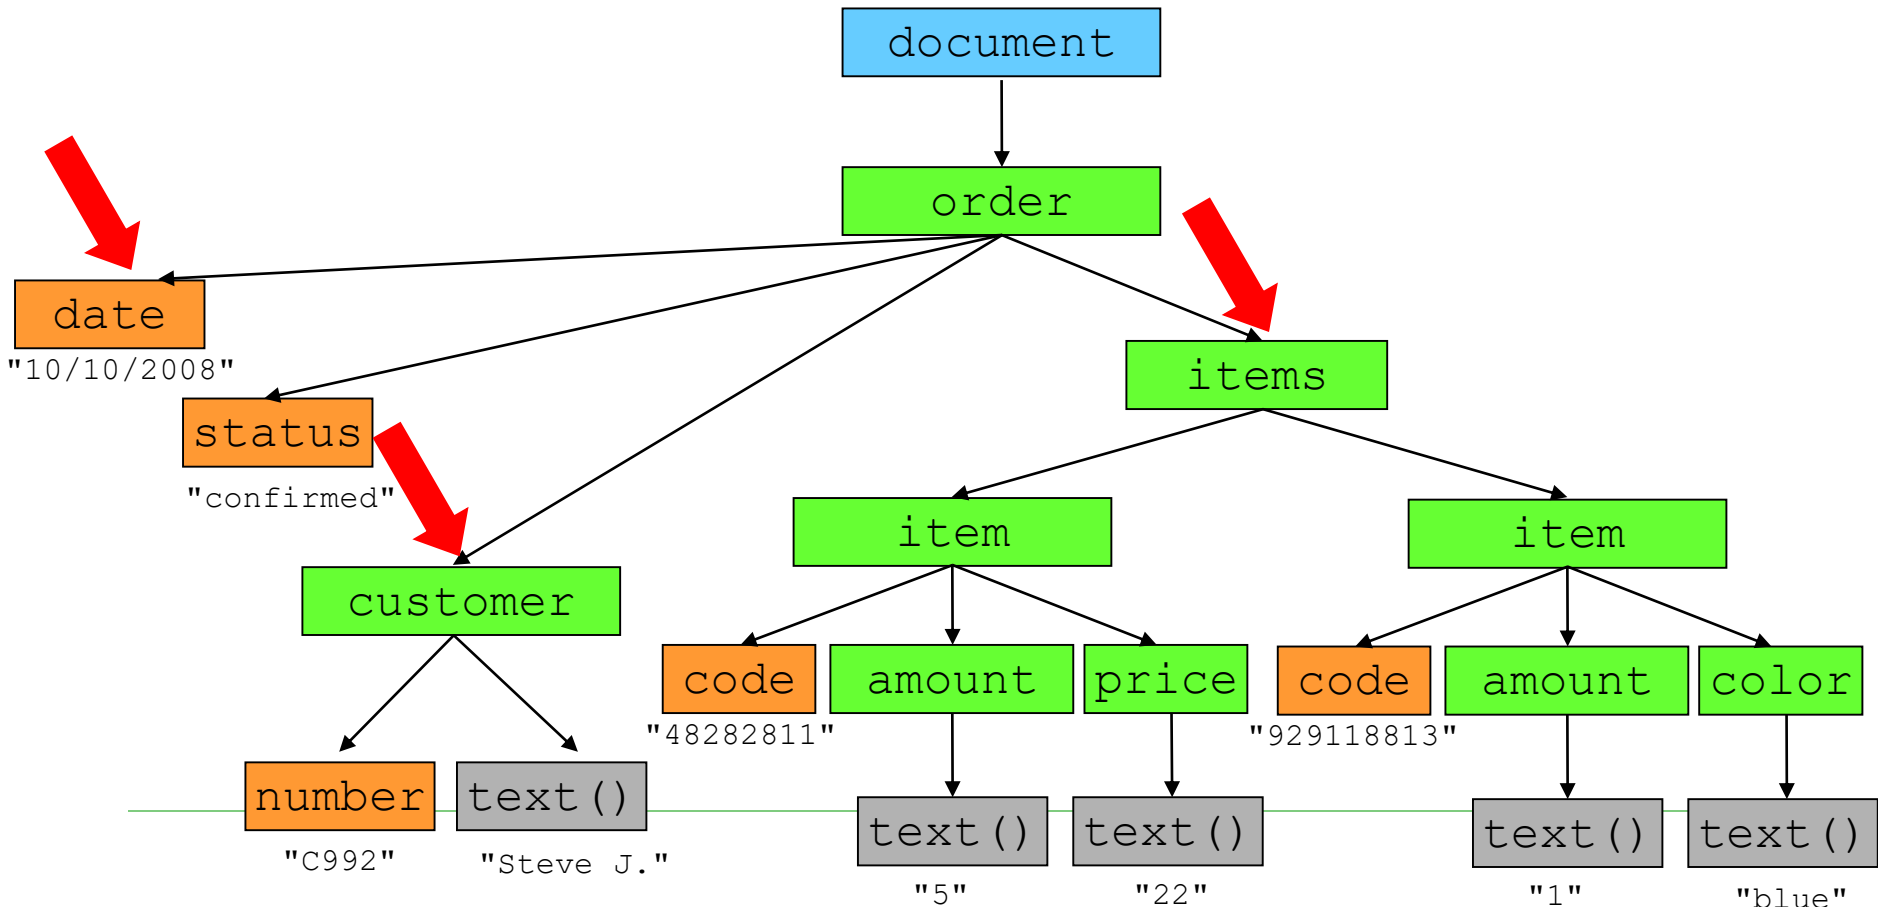 document
order
date
"10/10/2008"
items
status
"confirmed"
item
item
customer
code
amount
price
code
amount
color
"48282811"
"929118813"
number
text()
text()
text()
text()
text()
"C992"
"Steve J."
"5"
"22"
"1"
"blue"